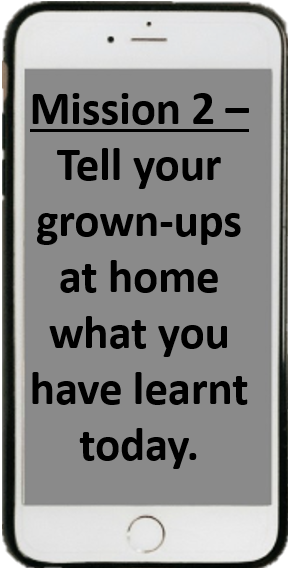 Mission 2 –
Tell your
grown-ups
at home
what you
have learnt
today.